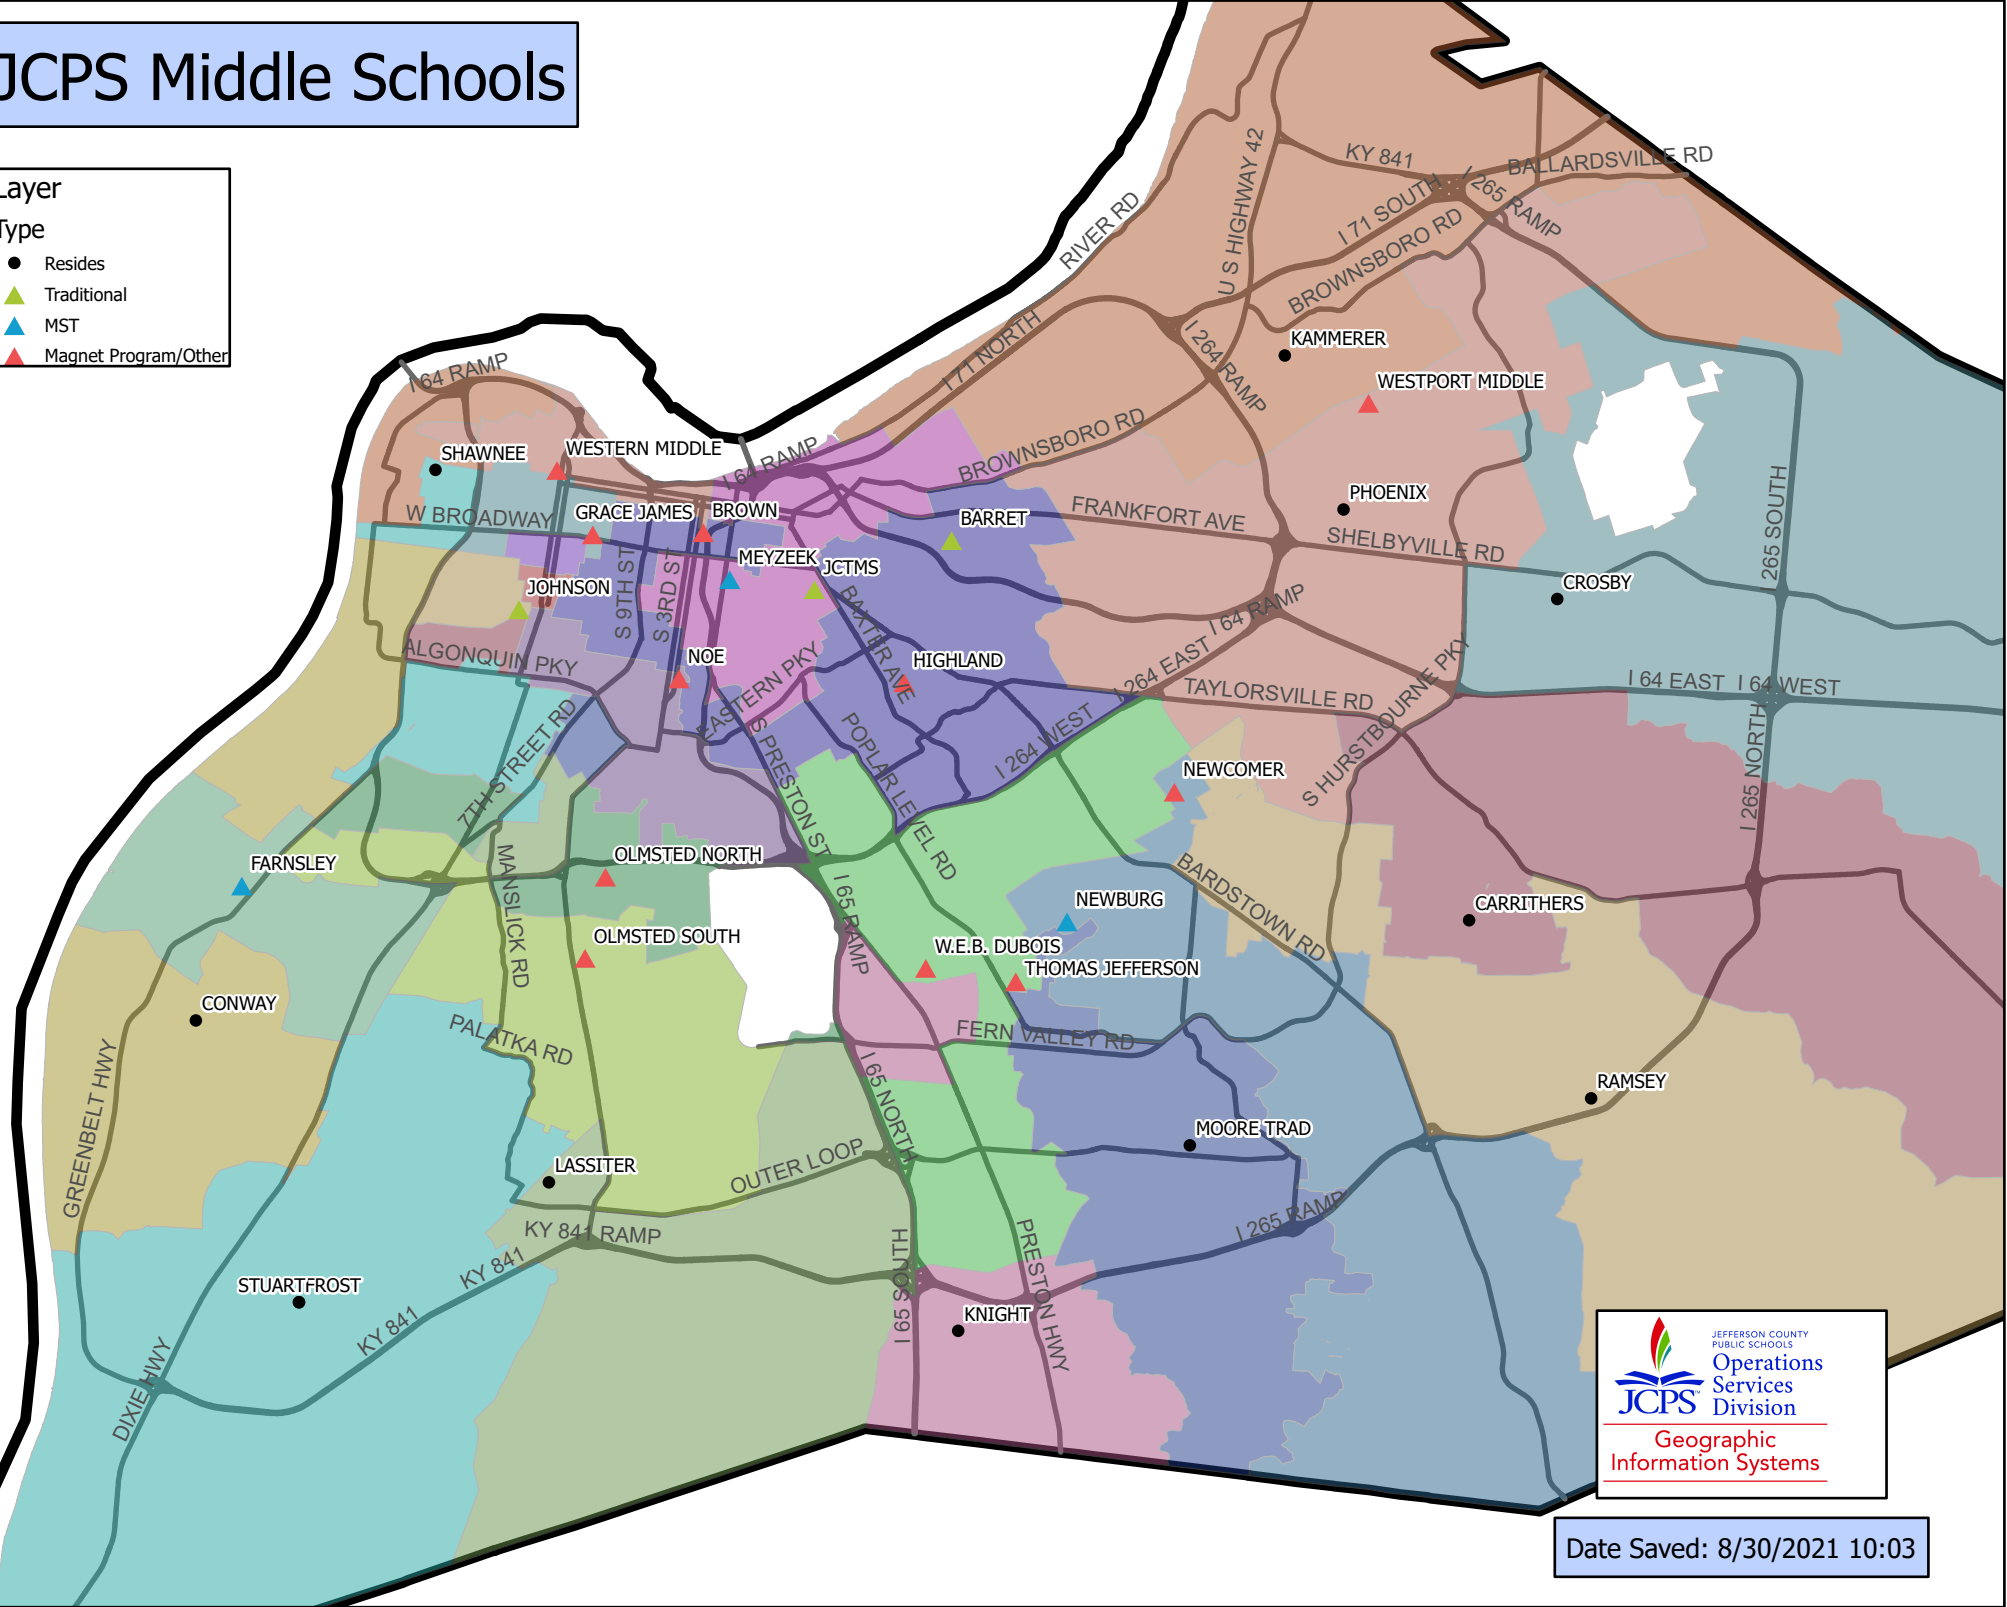 JCPS Middle Schools
Layer
Type
Resides
Traditional
MST
Magnet Program/Other
KY 841
BALLARDSVILLE RD
I 265 RAMP
U S HIGHWAY 42
I 71 SOUTH
BROWNSBORO RD
RIVER RD
I 71 NORTH
I 264 RAMP
KAMMERER
WESTPORT MIDDLE
I 64 RAMP
SHAWNEE
WESTERN MIDDLE
I 64 RAMP
BROWNSBORO RD
W BROADWAY
GRACE JAMES
BROWN
BARRET
FRANKFORT AVE
PHOENIX
SHELBYVILLE RD
I 265 SOUTH
MEYZEEK
JCTMS
CROSBY
JOHNSON
S 9TH ST
S 3RD ST
BAXTER AVE
I 64 RAMP
ALGONQUIN PKY
NOE
EASTERN PKY
HIGHLAND
I 264 EAST
TAYLORSVILLE RD
S HURSTBOURNE PKY
I 64 EAST
I 64 WEST
7TH STREET RD
S PRESTON ST
POPLAR LEVEL RD
I 264 WEST
NEWCOMER
I 265 NORTH
FARNSLEY
MANSLICK RD
OLMSTED NORTH
I 65 RAMP
BARDSTOWN RD
NEWBURG
CARRITHERS
OLMSTED SOUTH
W.E.B. DUBOIS
THOMAS JEFFERSON
CONWAY
PALATKA RD
FERN VALLEY RD
GREENBELT HWY
I 65 NORTH
RAMSEY
MOORE TRAD
LASSITER
OUTER LOOP
KY 841 RAMP
I 265 RAMP
KY 841
STUARTFROST
I 65 SOUTH
PRESTON HWY
KNIGHT
KY 841
DIXIE HWY
JEFFERSON COUNTY
PUBLIC SCHOOLS
Operations
Services
Division
JCPS™
Geographic
Information Systems
Date Saved: 8/30/2021 10:03